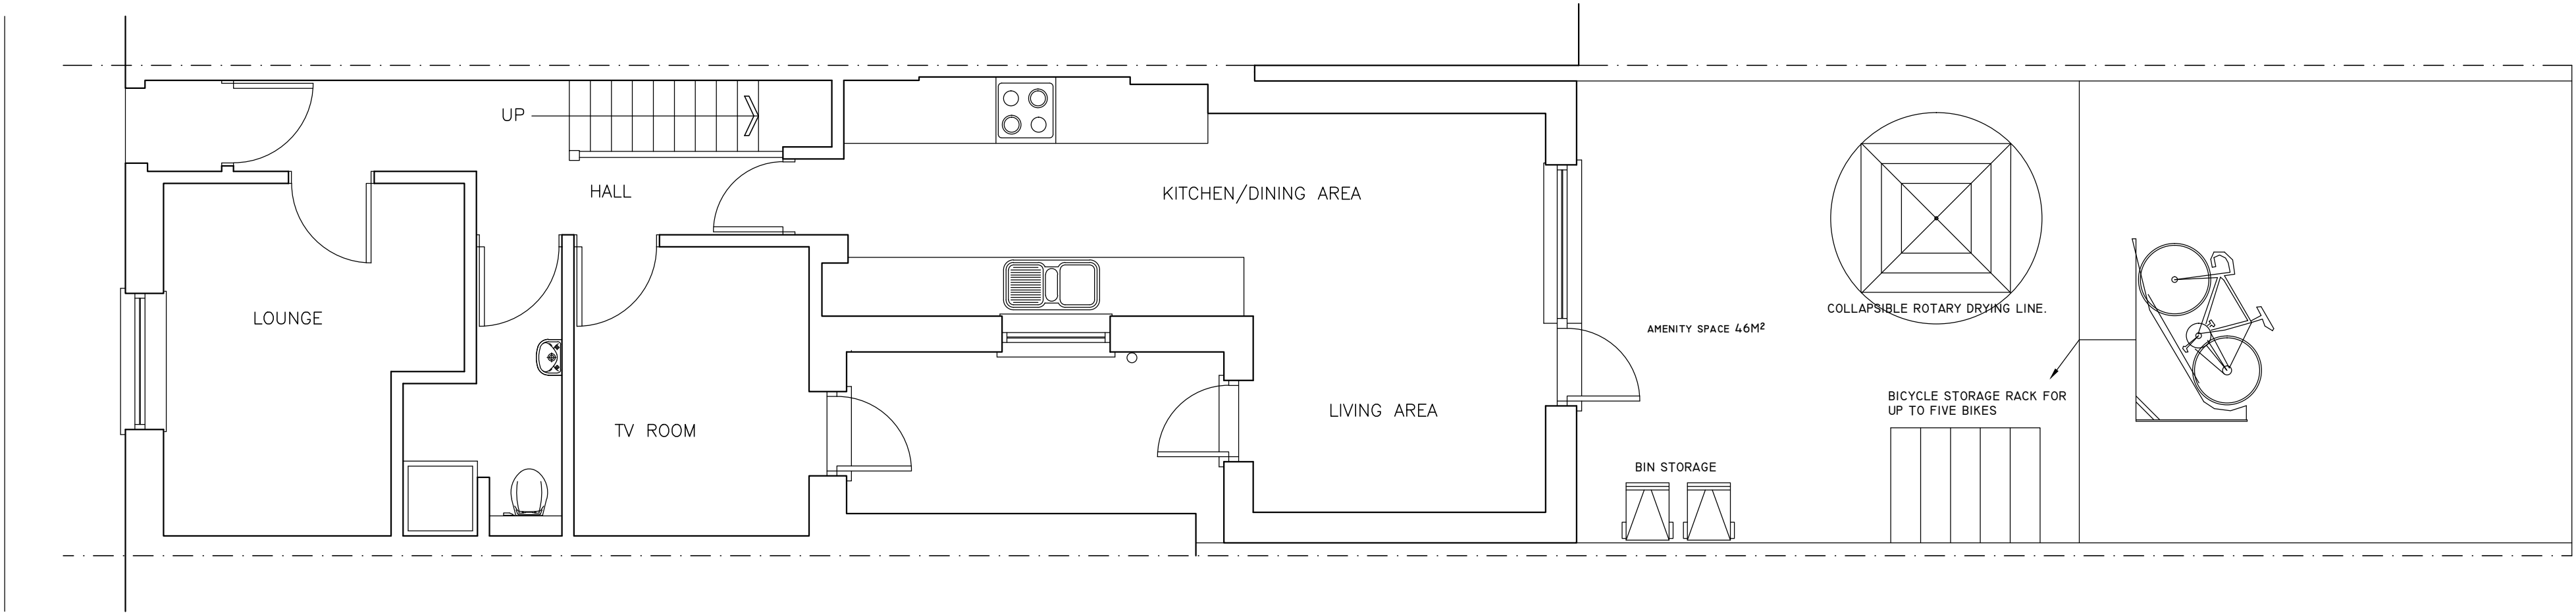 UP
HALL
KITCHEN/DINING AREA
LOUNGE
TV ROOM
LIVING AREA
COLLAPSIBLE ROTARY DRYING LINE.
AMENITY SPACE 46M²
BICYCLE STORAGE RACK FOR
UP TO FIVE BIKES
BIN STORAGE